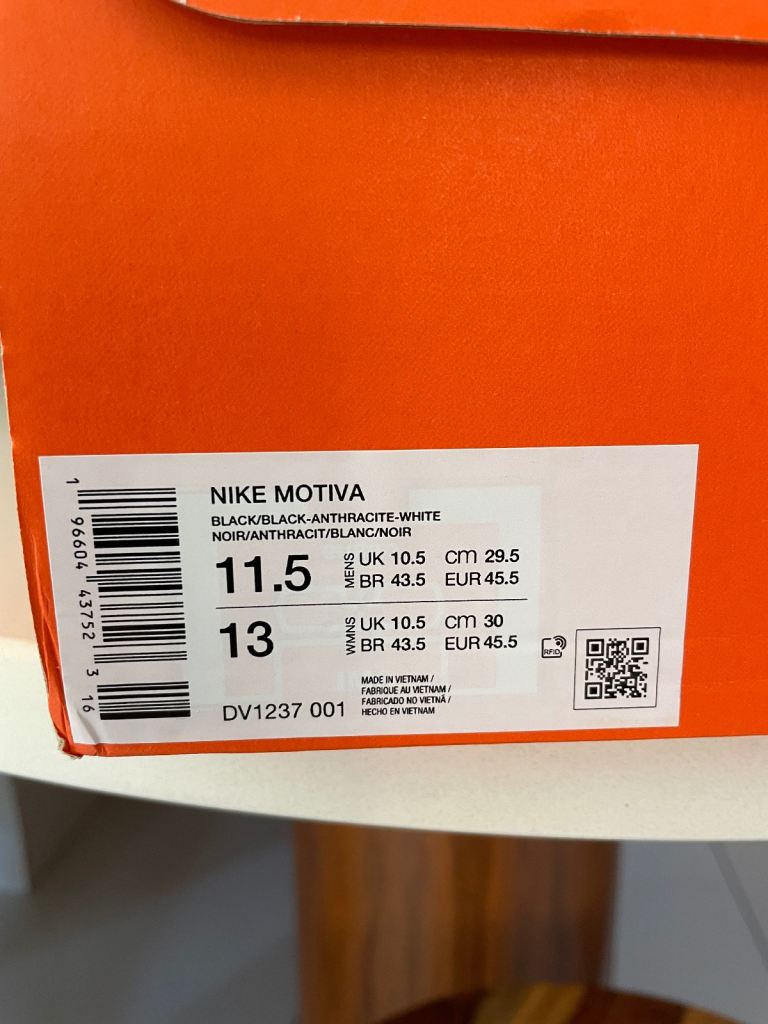 1 96604 43752 3 16
NIKE MOTIVA
BLACK/BLACK-ANTHRACITE-WHITE
NOIR/ANTHRACIT/BLANC/NOIR
11.5 MENS UK 10.5 cm 29.5
BR 43.5 EUR 45.5
13 WMNS UK 10.5 cm 30
BR 43.5 EUR 45.5
RFID
DV1237 001
MADE IN VIETNAM /
FABRIQUE AU VIETNAM /
FABRICADO NO VIETNÃ /
HECHO EN VIETNAM